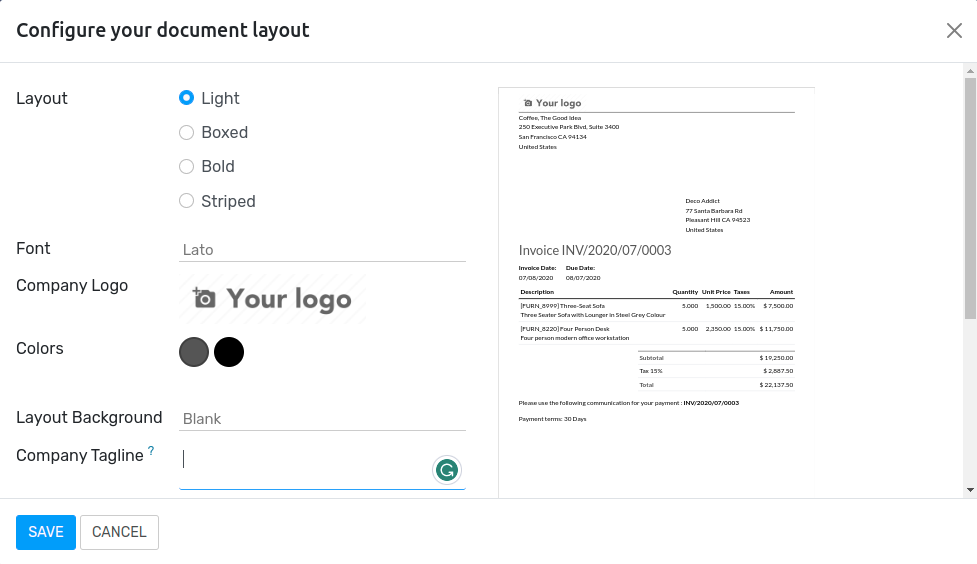 Configure your document layout
Layout
Light
Boxed
Bold
Striped
Font
Lato
Company Logo
Your logo
Colors
Layout Background
Blank
Company Tagline ?
Your logo
Coffee, The Good Idea
250 Executive Park Blvd, Suite 3400
San Francisco CA 94134
United States
Deco Addict
77 Santa Barbara Rd
Pleasant Hill CA 94523
United States
Invoice INV/2020/07/0003
Invoice Date: Due Date:
07/08/2020 08/07/2020
Description Quantity Unit Price Taxes Amount
[FURN_8999] Three-Seat Sofa 5.000 1,500.00 15.00% $ 7,500.00
Three Seater Sofa with Lounger in Steel Grey Colour
[FURN_8220] Four Person Desk 5.000 2,350.00 15.00% $ 11,750.00
Four person modern office workstation
Subtotal $ 19,250.00
Tax 15% $ 2,887.50
Total $ 22,137.50
Please use the following communication for your payment : INV/2020/07/0003
Payment terms: 30 Days
SAVE CANCEL